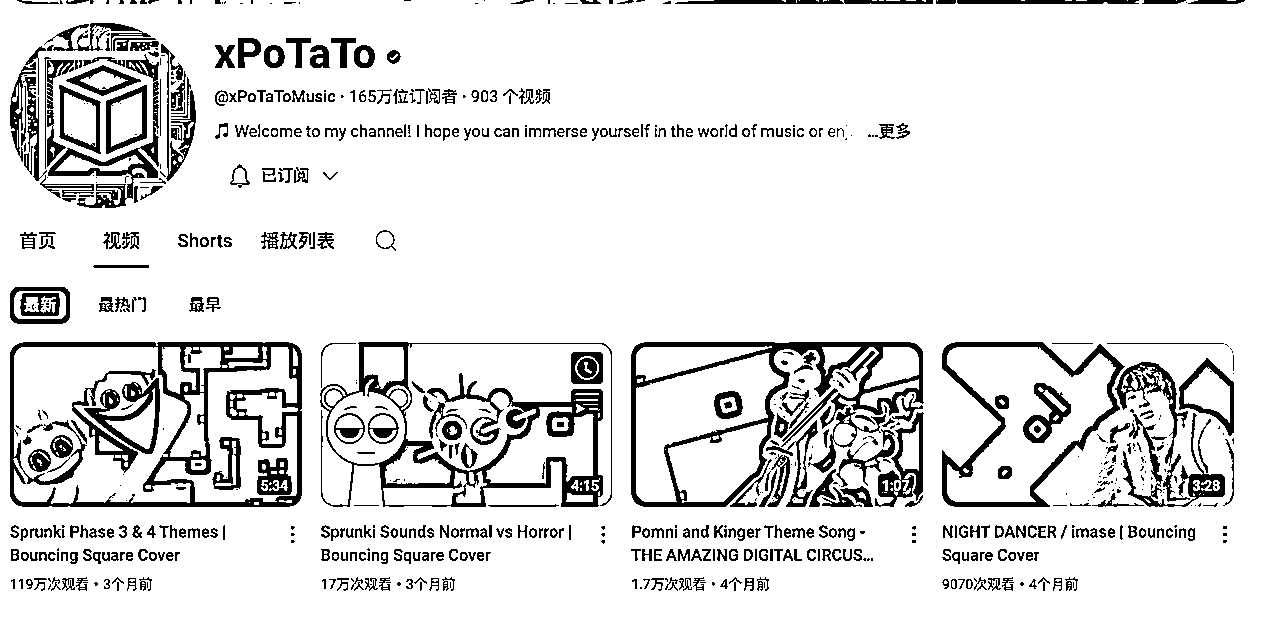 xPoTaTo
@xPoTaToMusic · 165万位订阅者 · 903 个视频
Welcome to my channel! I hope you can immerse yourself in the world of music or enj ...更多
已订阅
首页 视频 Shorts 播放列表
最新 最热门 最早
5:34 4:15 1:07 3:28
Sprunki Phase 3 & 4 Themes |
Bouncing Square Cover
119万次观看 • 3个月前
Sprunki Sounds Normal vs Horror |
Bouncing Square Cover
17万次观看 • 3个月前
Pomni and Kinger Theme Song -
THE AMAZING DIGITAL CIRCUS...
1.7万次观看 • 4个月前
NIGHT DANCER / imase | Bouncing
Square Cover
9070次观看 • 4个月前